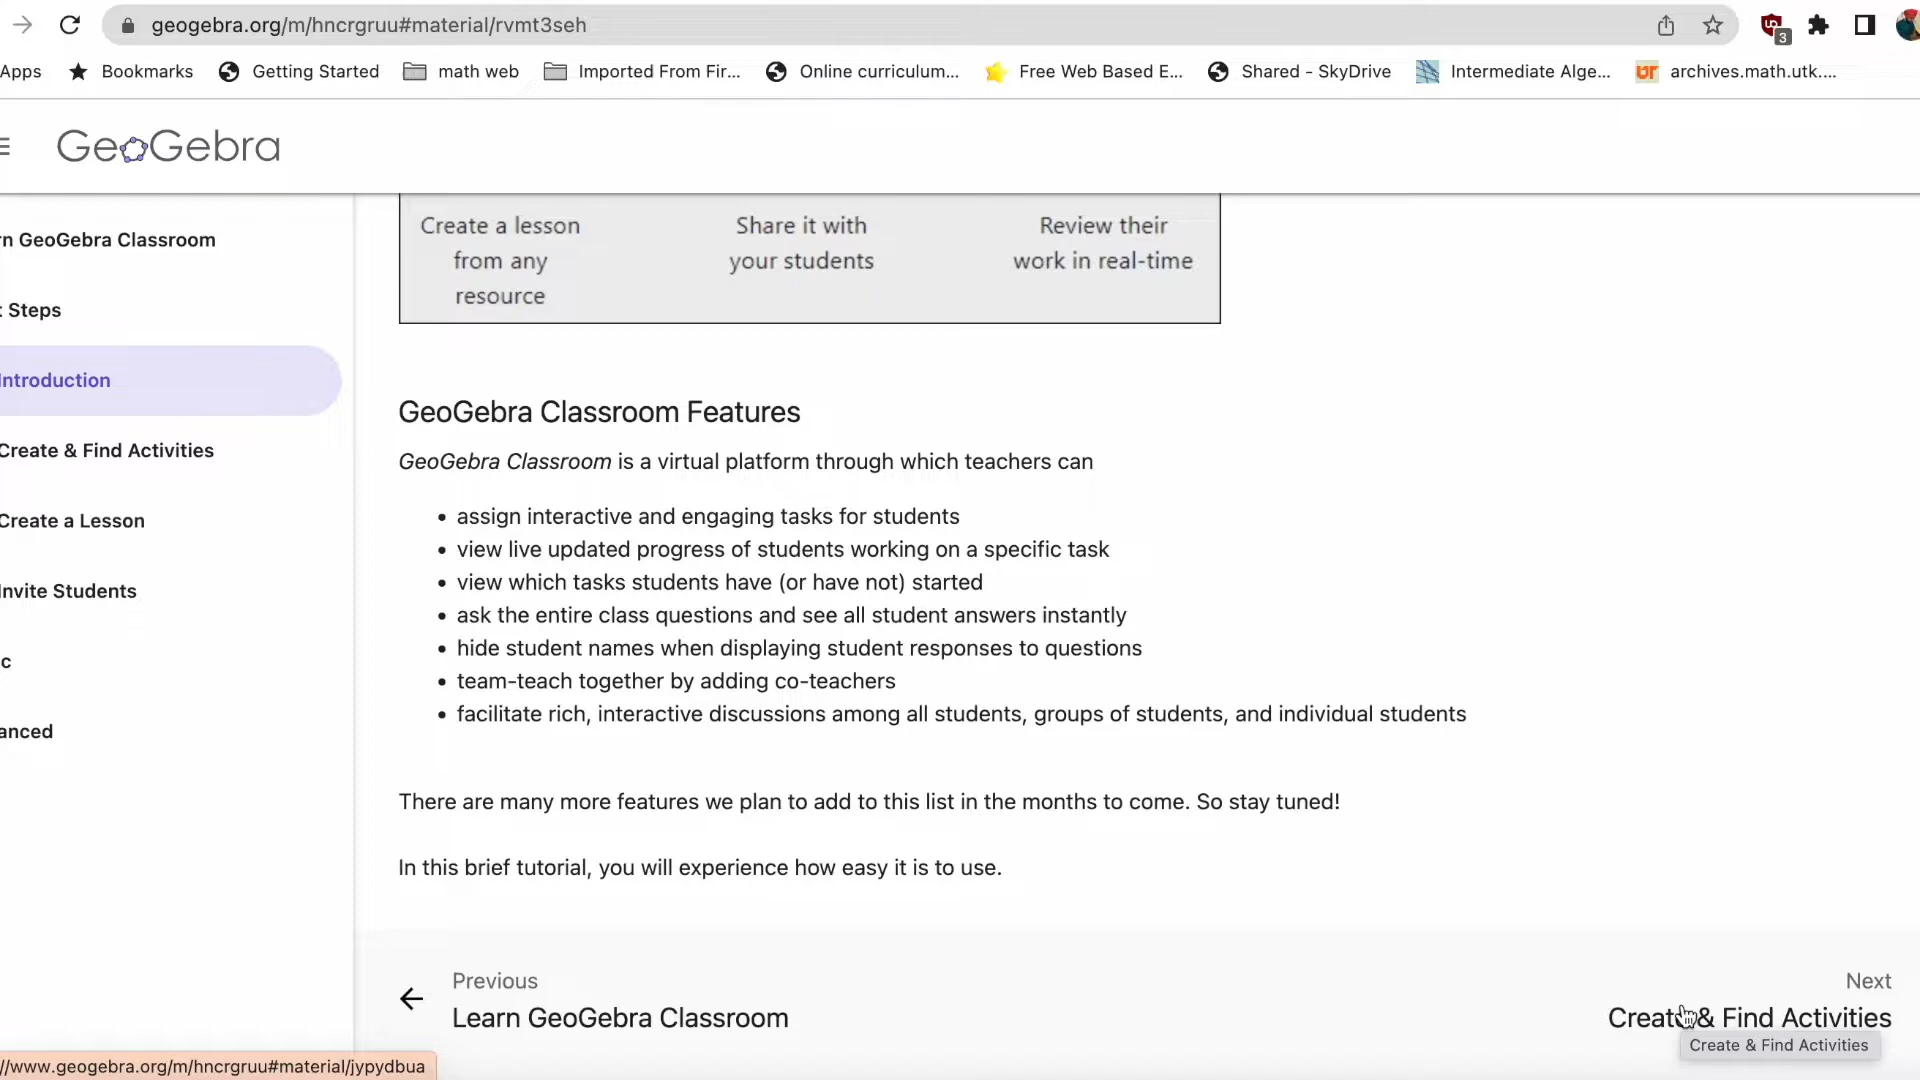 geogebra.org/m/hncrgruu#material/rvmt3seh
3
Apps Bookmarks Getting Started math web Imported From Fir... Online curriculum... Free Web Based E... Shared - SkyDrive Intermediate Alge... archives.math.utk....
GeoGebra
n GeoGebra Classroom
Steps
Introduction
Create & Find Activities
Create a Lesson
Invite Students
c
anced
Create a lesson
from any
resource
Share it with
your students
Review their
work in real-time
GeoGebra Classroom Features
GeoGebra Classroom is a virtual platform through which teachers can
• assign interactive and engaging tasks for students
• view live updated progress of students working on a specific task
• view which tasks students have (or have not) started
• ask the entire class questions and see all student answers instantly
• hide student names when displaying student responses to questions
• team-teach together by adding co-teachers
• facilitate rich, interactive discussions among all students, groups of students, and individual students
There are many more features we plan to add to this list in the months to come. So stay tuned!
In this brief tutorial, you will experience how easy it is to use.
Previous
Learn GeoGebra Classroom
Next
Create & Find Activities
Create & Find Activities
//www.geogebra.org/m/hncrgruu#material/jypydbua